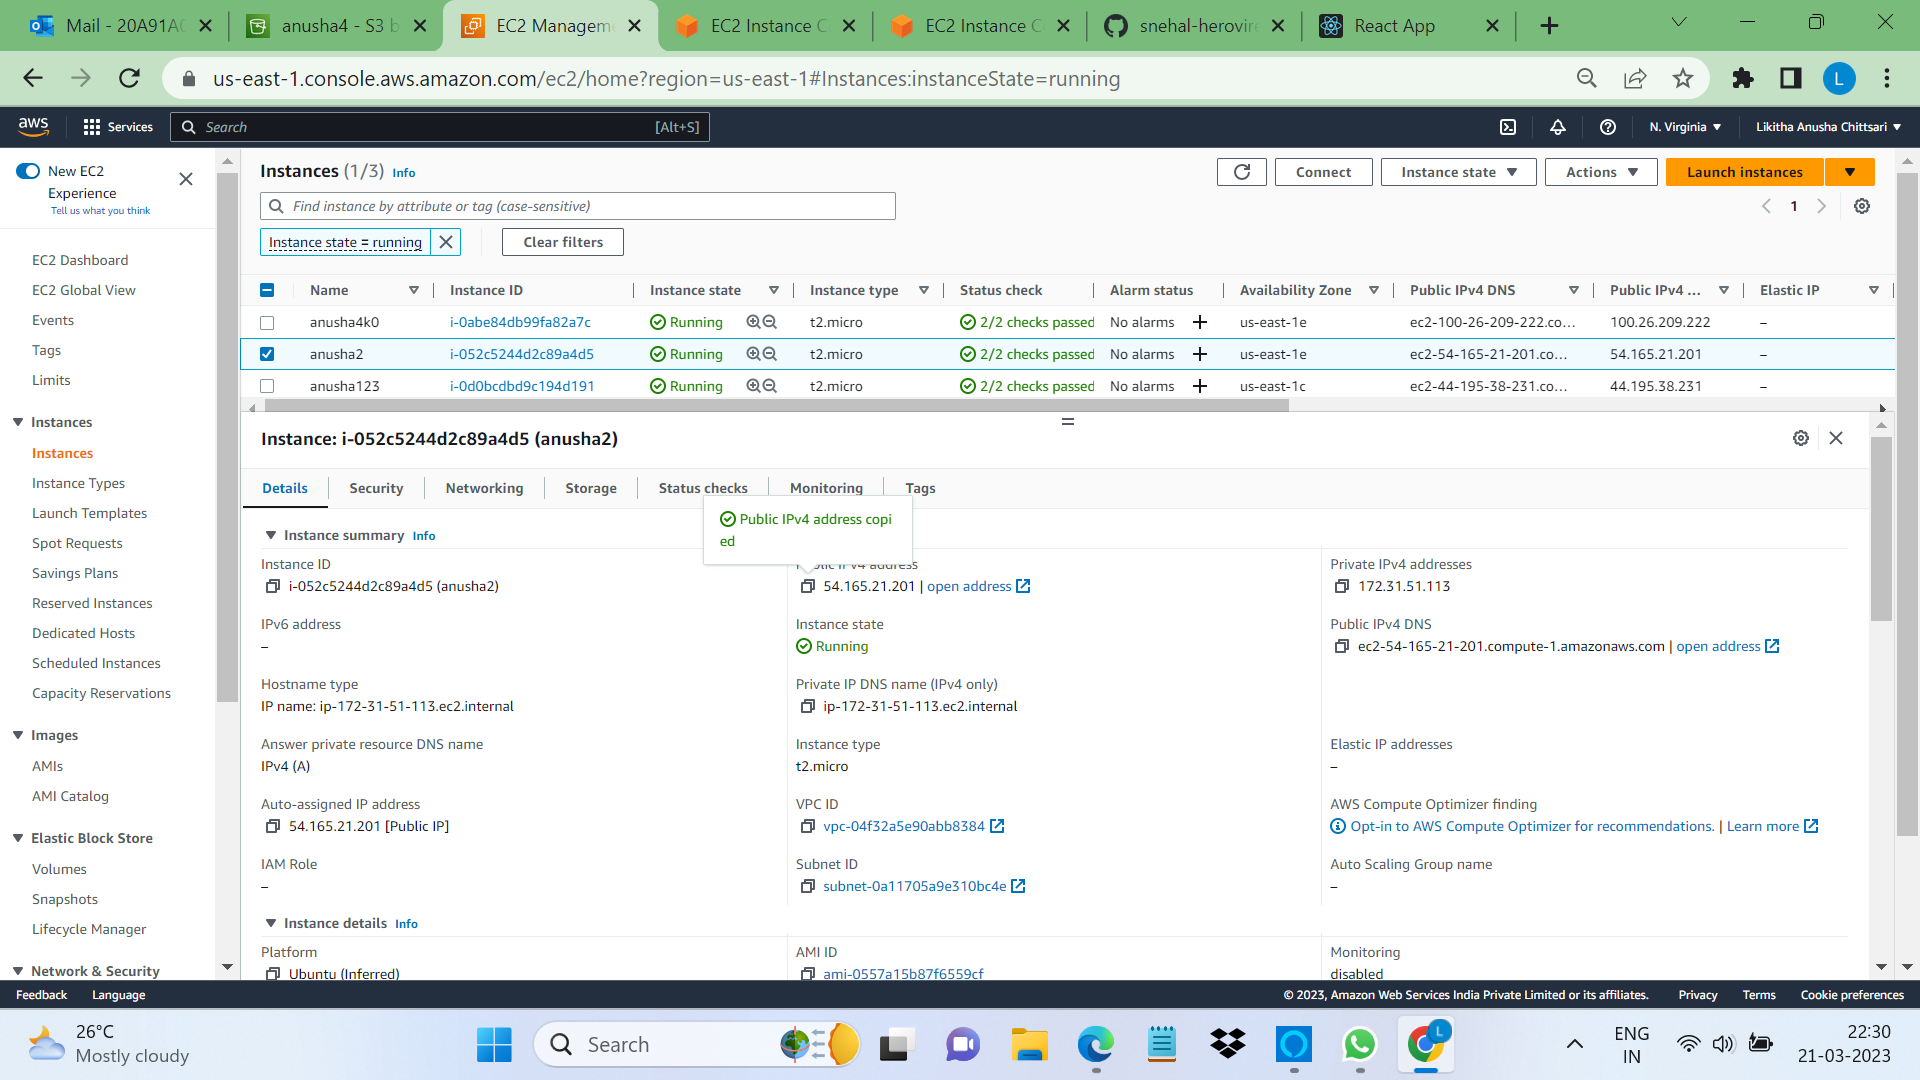 Mail - 20A91A0
anusha4 - S3 b
EC2 Managem
EC2 Instance C
EC2 Instance C
snehal-herovire
React App
us-east-1.console.aws.amazon.com/ec2/home?region=us-east-1#Instances:instanceState=running
L
aws
Services
Search
[Alt+S]
N. Virginia
Likitha Anusha Chittsari
New EC2
Experience
Tell us what you think
EC2 Dashboard
EC2 Global View
Events
Tags
Limits
Instances
Instances
Instance Types
Launch Templates
Spot Requests
Savings Plans
Reserved Instances
Dedicated Hosts
Scheduled Instances
Capacity Reservations
Images
AMIs
AMI Catalog
Elastic Block Store
Volumes
Snapshots
Lifecycle Manager
Network & Security
Instances (1/3) Info
Connect
Instance state
Actions
Launch instances
Find instance by attribute or tag (case-sensitive)
1
Instance state = running
Clear filters
Name Instance ID Instance state Instance type Status check Alarm status Availability Zone Public IPv4 DNS Public IPv4 ... Elastic IP
anusha4k0 i-0abe84db99fa82a7c Running t2.micro 2/2 checks passed No alarms + us-east-1e ec2-100-26-209-222.co... 100.26.209.222 –
anusha2 i-052c5244d2c89a4d5 Running t2.micro 2/2 checks passed No alarms + us-east-1e ec2-54-165-21-201.co... 54.165.21.201 –
anusha123 i-0d0bcdbd9c194d191 Running t2.micro 2/2 checks passed No alarms + us-east-1c ec2-44-195-38-231.co... 44.195.38.231 –
Instance: i-052c5244d2c89a4d5 (anusha2)
Details Security Networking Storage Status checks Monitoring Tags
Public IPv4 address copi
ed
Instance summary Info
Instance ID
i-052c5244d2c89a4d5 (anusha2)
Public IPv4 address
54.165.21.201 | open address
Private IPv4 addresses
172.31.51.113
IPv6 address
–
Instance state
Running
Public IPv4 DNS
ec2-54-165-21-201.compute-1.amazonaws.com | open address
Hostname type
IP name: ip-172-31-51-113.ec2.internal
Private IP DNS name (IPv4 only)
ip-172-31-51-113.ec2.internal
Answer private resource DNS name
IPv4 (A)
Instance type
t2.micro
Elastic IP addresses
–
Auto-assigned IP address
54.165.21.201 [Public IP]
VPC ID
vpc-04f32a5e90abb8384
AWS Compute Optimizer finding
Opt-in to AWS Compute Optimizer for recommendations. | Learn more
IAM Role
–
Subnet ID
subnet-0a11705a9e310bc4e
Auto Scaling Group name
–
Instance details Info
Platform
Ubuntu (Inferred)
AMI ID
ami-0557a15b87f6559cf
Monitoring
disabled
Feedback Language
© 2023, Amazon Web Services India Private Limited or its affiliates. Privacy Terms Cookie preferences
26°C
Mostly cloudy
Search
L
ENG
IN
22:30
21-03-2023